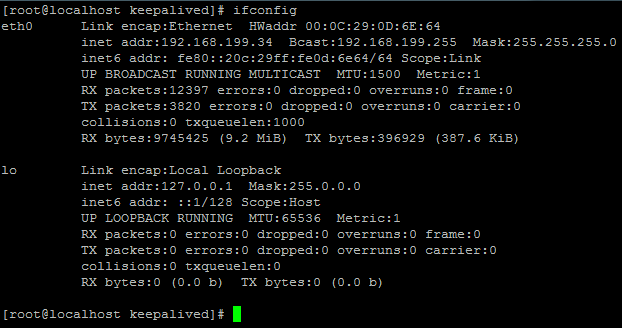 [root@localhost keepalived]# ifconfig
eth0      Link encap:Ethernet  HWaddr 00:0C:29:0D:6E:64
          inet addr:192.168.199.34  Bcast:192.168.199.255  Mask:255.255.255.0
          inet6 addr: fe80::20c:29ff:fe0d:6e64/64 Scope:Link
          UP BROADCAST RUNNING MULTICAST  MTU:1500  Metric:1
          RX packets:12397 errors:0 dropped:0 overruns:0 frame:0
          TX packets:3820 errors:0 dropped:0 overruns:0 carrier:0
          collisions:0 txqueuelen:1000
          RX bytes:9745425 (9.2 MiB)  TX bytes:396929 (387.6 KiB)
lo        Link encap:Local Loopback
          inet addr:127.0.0.1  Mask:255.0.0.0
          inet6 addr: ::1/128 Scope:Host
          UP LOOPBACK RUNNING  MTU:65536  Metric:1
          RX packets:0 errors:0 dropped:0 overruns:0 frame:0
          TX packets:0 errors:0 dropped:0 overruns:0 carrier:0
          collisions:0 txqueuelen:0
          RX bytes:0 (0.0 b)  TX bytes:0 (0.0 b)
[root@localhost keepalived]#